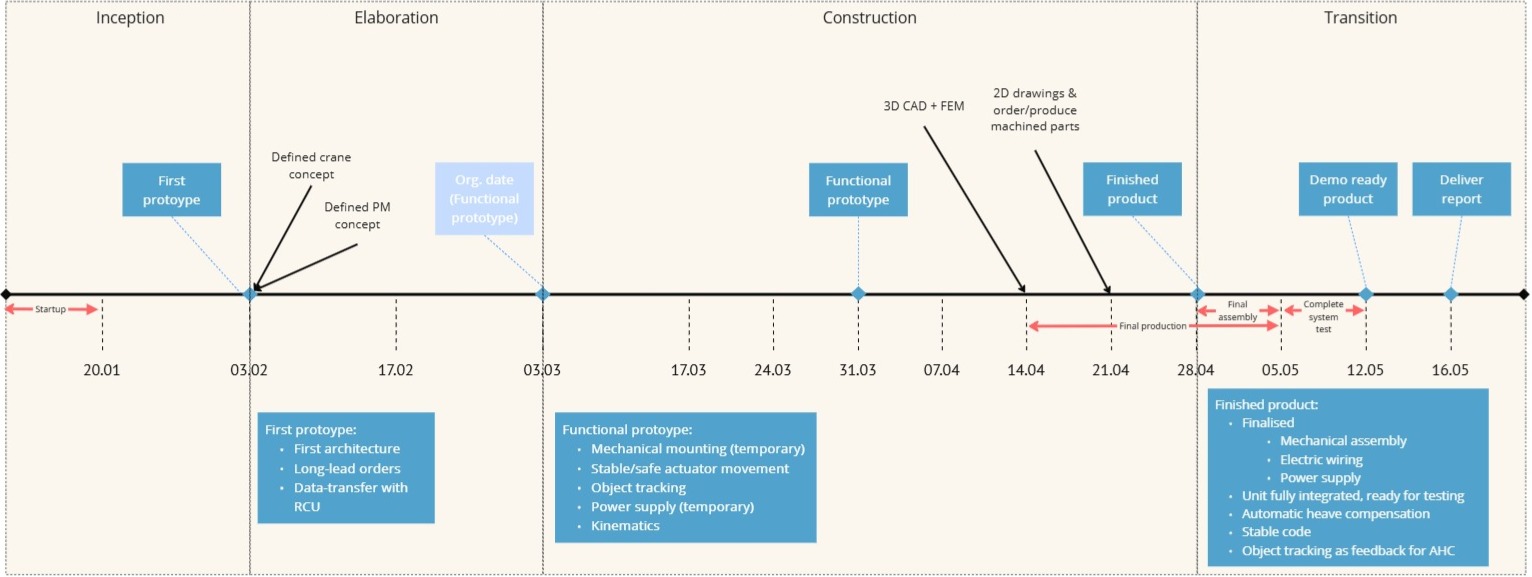 Inception
Elaboration
Construction
Transition
3D CAD + FEM
2D drawings &
order/produce
machined parts
Defined crane
concept
Defined PM
concept
First
protoype
Org. date
(Functional
prototype)
Functional
prototype
Finished
product
Demo ready
product
Deliver
report
Startup
Final production
Final
assembly
Complete
system
test
20.01
03.02
17.02
03.03
17.03
24.03
31.03
07.04
14.04
21.04
28.04
05.05
12.05
16.05
First protoype:
• First architecture
• Long-lead orders
• Data-transfer with
RCU
Functional protoype:
• Mechanical mounting (temporary)
• Stable/safe actuator movement
• Object tracking
• Power supply (temporary)
• Kinematics
Finished product:
• Finalised
• Mechanical assembly
• Electric wiring
• Power supply
• Unit fully integrated, ready for testing
• Automatic heave compensation
• Stable code
• Object tracking as feedback for AHC